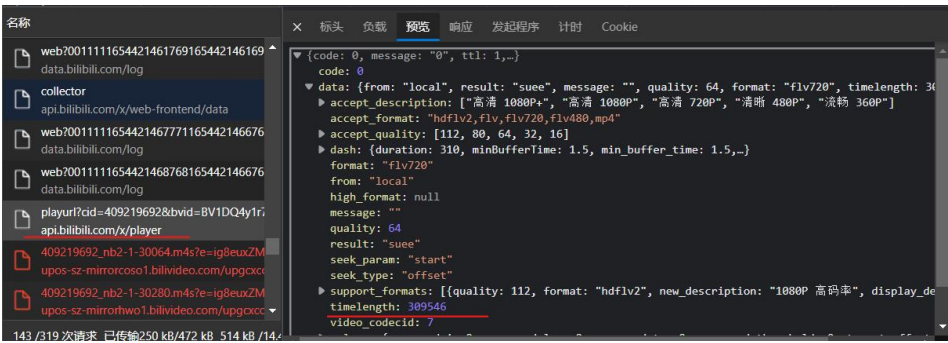 名称
web?0011111654421461769165442146169
data.bilibili.com/log
collector
api.bilibili.com/x/web-frontend/data
web?00111116544214677711654421466​76
data.bilibili.com/log
web?00111116544214687681654421466​76
data.bilibili.com/log
playurl?cid=409219692&bvid=BV1DQ4y1r7
api.bilibili.com/x/player
409219692_nb2-1-30064.m4s?e=ig8euxZM
upos-sz-mirrorcoso1.bilivideo.com/upgcxcc
409219692_nb2-1-30280.m4s?e=ig8euxZM
upos-sz-mirrorhwo1.bilivideo.com/upgcxcc
143 /319 次请求 已传输250 kB/472 kB 514 kB /14.4
× 标头 负载 预览 响应 发起程序 计时 Cookie
▼ {code: 0, message: "0", ttl: 1,…}
code: 0
▼ data: {from: "local", result: "suee", message: "", quality: 64, format: "flv720", timelength: 30
▶ accept_description: ["高清 1080P+", "高清 1080P", "高清 720P", "清晰 480P", "流畅 360P"]
accept_format: "hdflv2,flv,flv720,flv480,mp4"
▶ accept_quality: [112, 80, 64, 32, 16]
▶ dash: {duration: 310, minBufferTime: 1.5, min_buffer_time: 1.5,…}
format: "flv720"
from: "local"
high_format: null
message: ""
quality: 64
result: "suee"
seek_param: "start"
seek_type: "offset"
▶ support_formats: [{quality: 112, format: "hdflv2", new_description: "1080P 高码率", display_de
timelength: 309546
video_codecid: 7